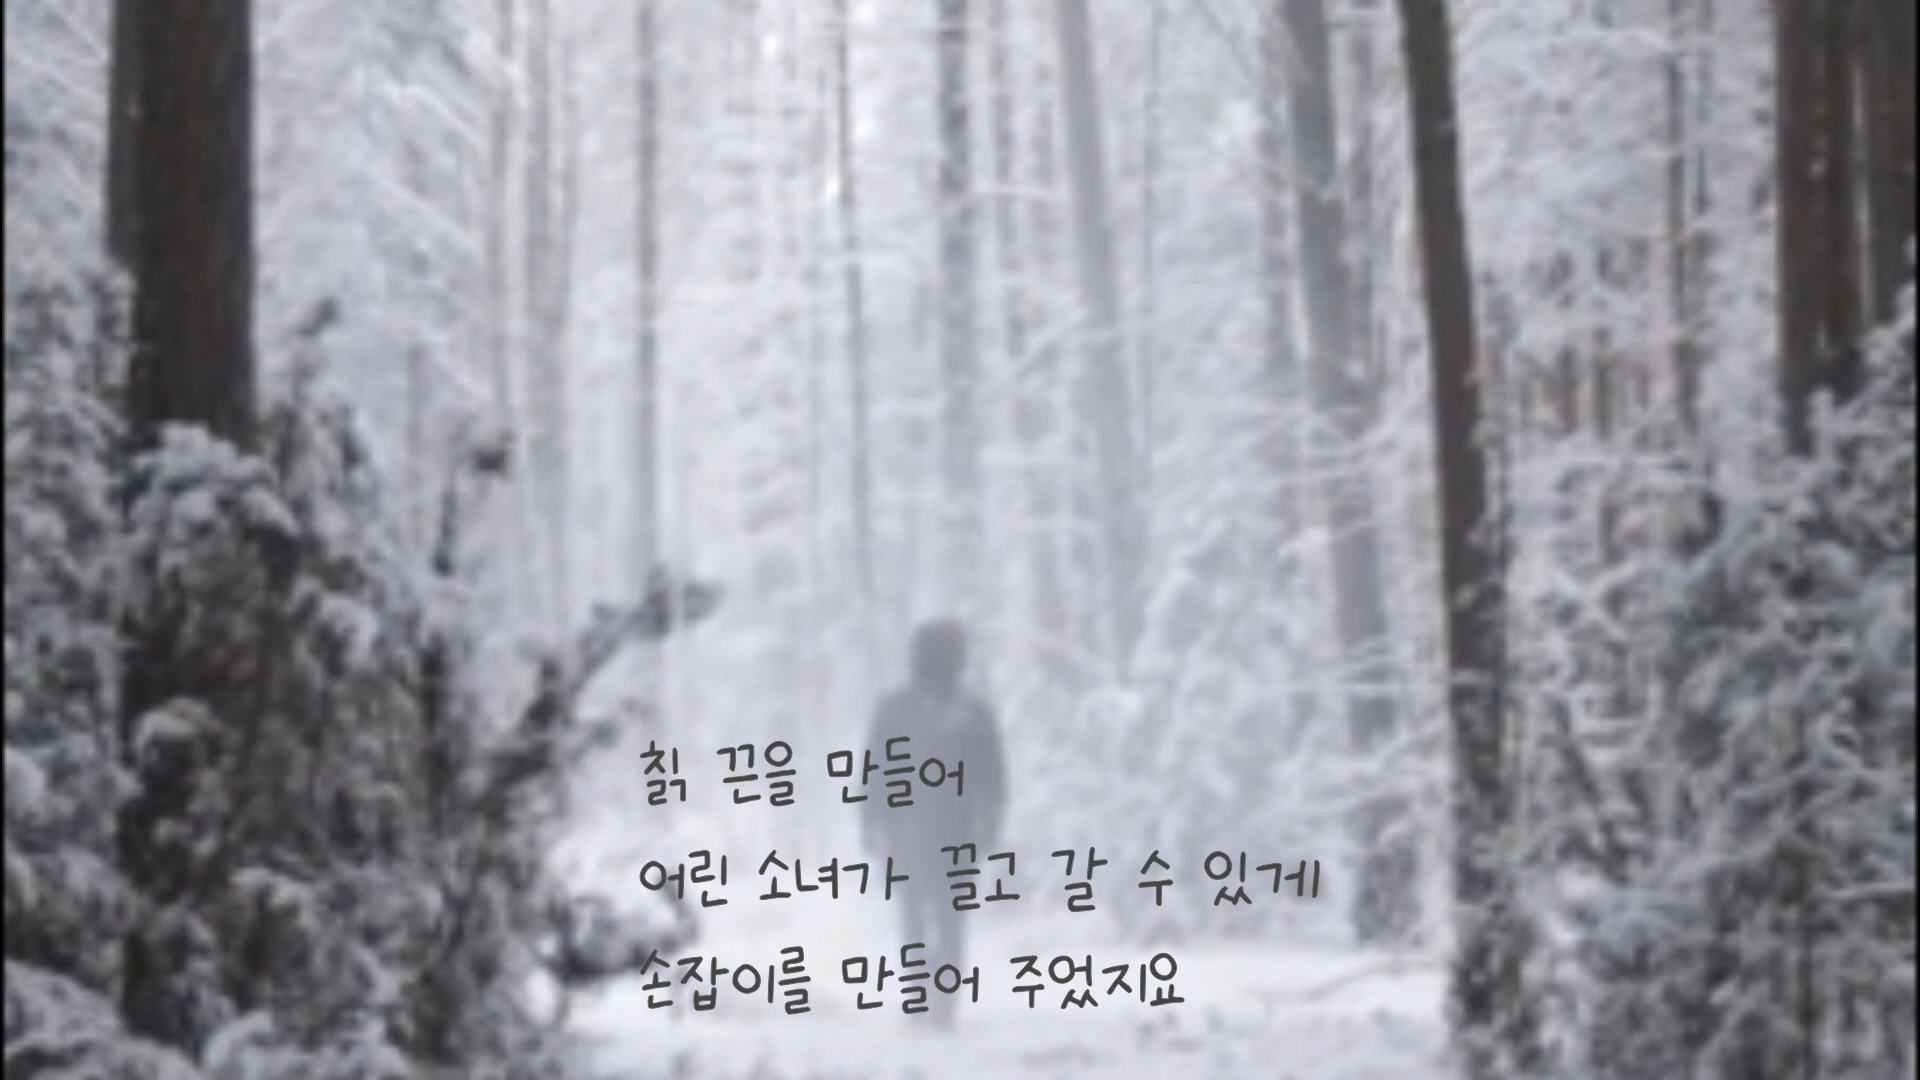 칡 끈을 만들어
어린 소녀가 끌고 갈 수 있게
손잡이를 만들어 주었지요